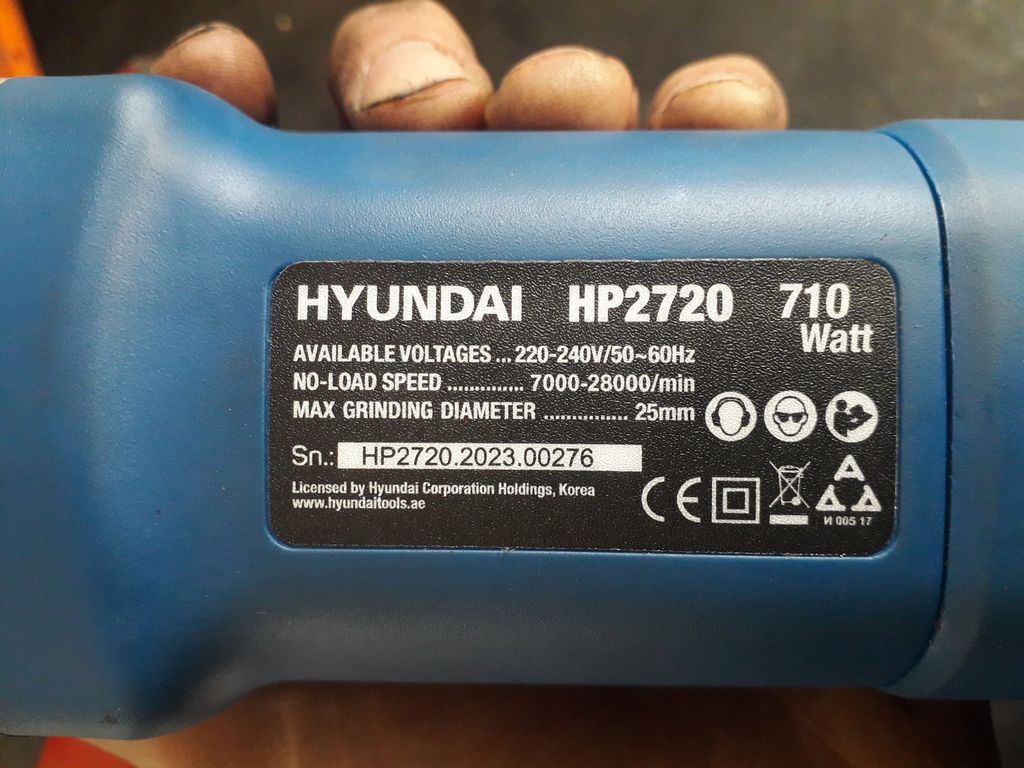 HYUNDAI HP2720 710
Watt
AVAILABLE VOLTAGES ... 220-240V/50~60Hz
NO-LOAD SPEED .............. 7000-28000/min
MAX GRINDING DIAMETER ............... 25mm
Sn.: HP2720.2023.00276
Licensed by Hyundai Corporation Holdings, Korea
www.hyundaitools.ae
CE
И 005 17